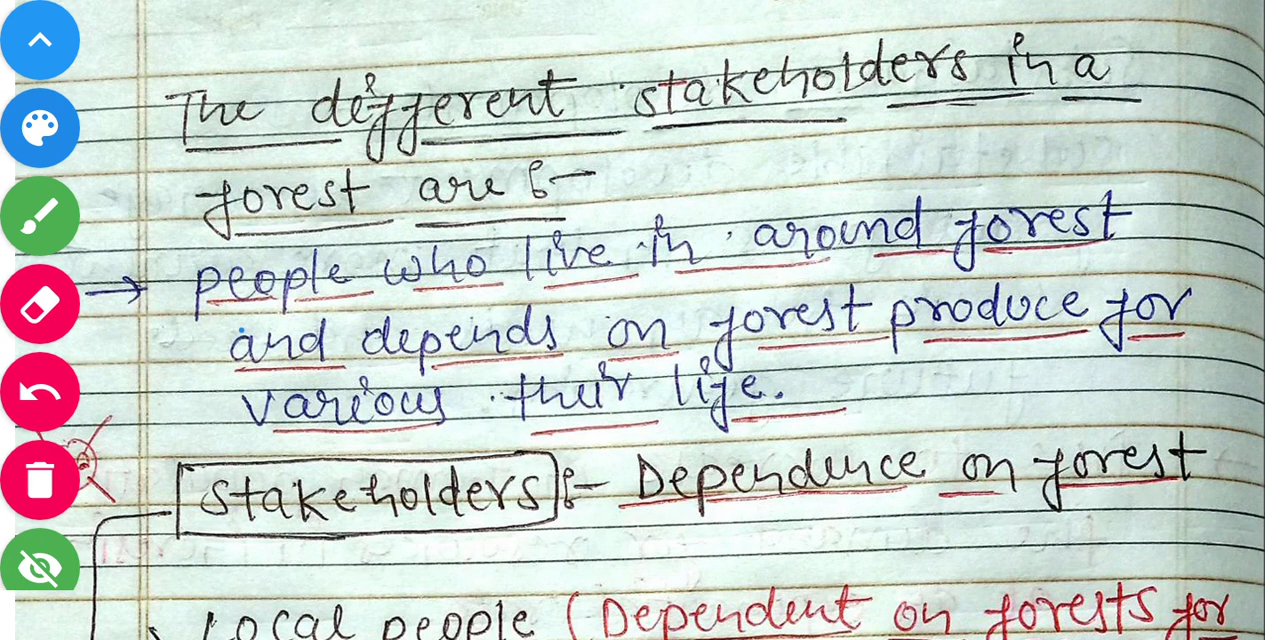 The different stakeholders in a
forest are :-
→ people who live in around forest
and depends on forest produce for
various their life.
Stakeholders :- Dependence on forest
Local people (Dependent on forests for